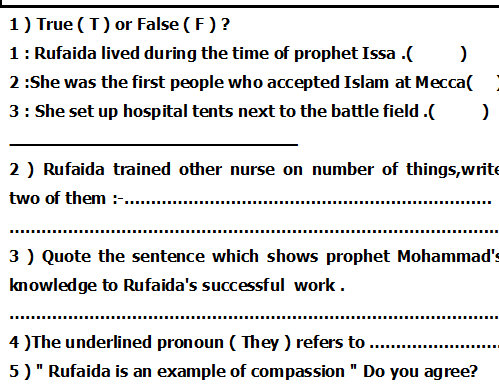 1 ) True ( T ) or False ( F ) ?
1 : Rufaida lived during the time of prophet Issa .(          )
2 :She was the first people who accepted Islam at Mecca(     )
3 : She set up hospital tents next to the battle field .(          )
________________________________
2 ) Rufaida trained other nurse on number of things,write
two of them :-......................................................................
.............................................................................................
3 ) Quote the sentence which shows prophet Mohammad's
knowledge to Rufaida's successful  work .
.............................................................................................
4 )The underlined pronoun ( They ) refers to .........................
5 ) " Rufaida is an example of compassion " Do you agree?